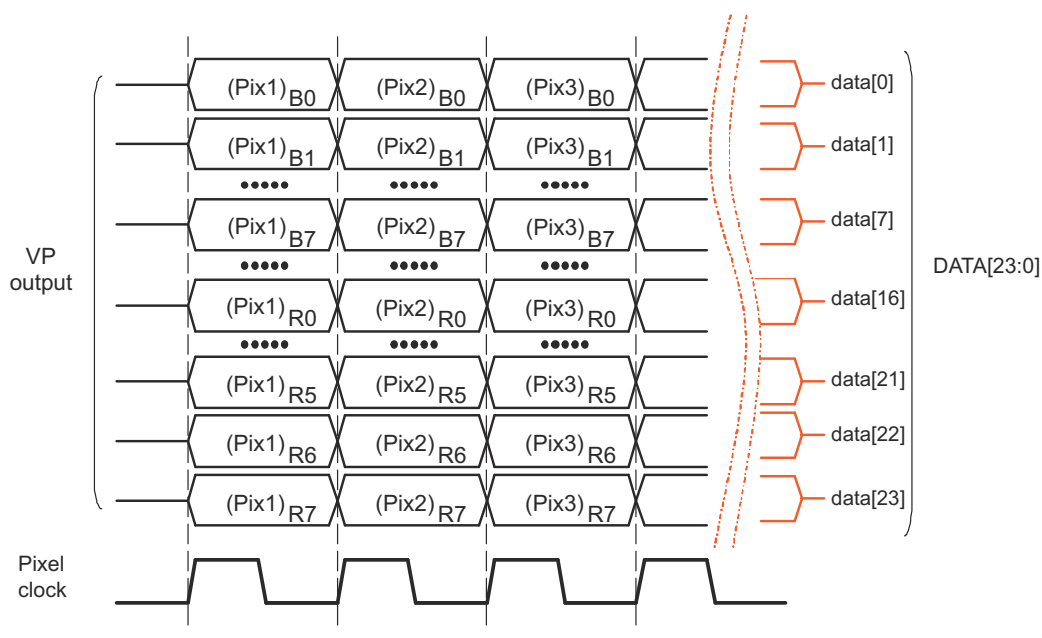 (Pix1)B0 (Pix2)B0 (Pix3)B0 data[0]
(Pix1)B1 (Pix2)B1 (Pix3)B1 data[1]
(Pix1)B7 (Pix2)B7 (Pix3)B7 data[7]
VP
output
DATA[23:0]
(Pix1)R0 (Pix2)R0 (Pix3)R0 data[16]
(Pix1)R5 (Pix2)R5 (Pix3)R5 data[21]
(Pix1)R6 (Pix2)R6 (Pix3)R6 data[22]
(Pix1)R7 (Pix2)R7 (Pix3)R7 data[23]
Pixel
clock